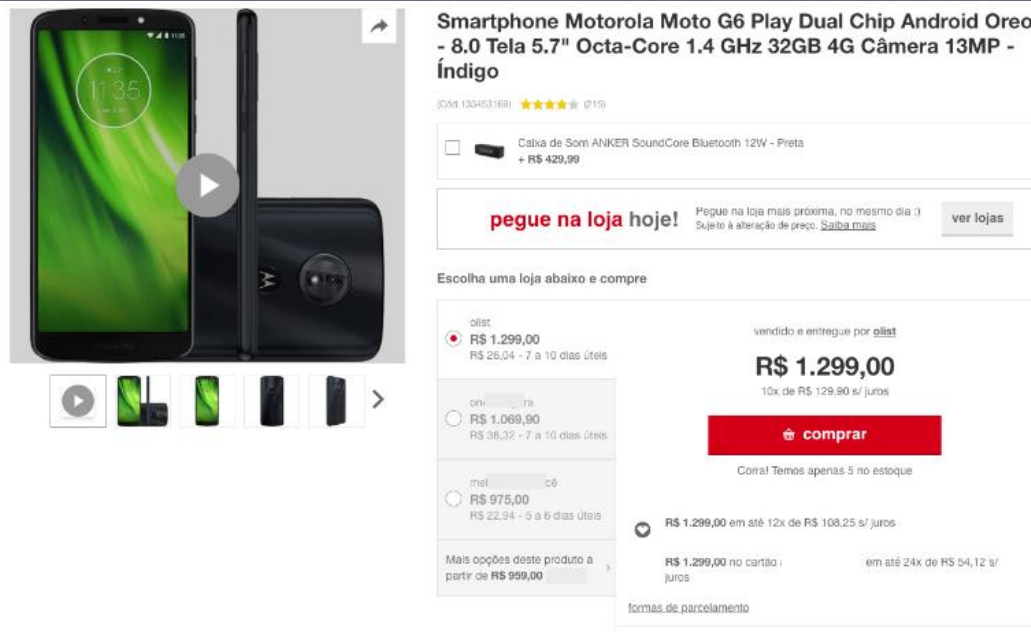 Smartphone Motorola Moto G6 Play Dual Chip Android Oreo
- 8.0 Tela 5.7" Octa-Core 1.4 GHz 32GB 4G Câmera 13MP -
Índigo
(Cód.133453168) (215)
Caixa de Som ANKER SoundCore Bluetooth 12W - Preta
+ R$ 429,99
pegue na loja hoje!
Pegue na loja mais próxima, no mesmo dia :)
Sujeito à alteração de preço. Saiba mais
ver lojas
Escolha uma loja abaixo e compre
olist
R$ 1.299,00
R$ 26,04 - 7 a 10 dias úteis
R$ 1.069,90
R$ 38,32 - 7 a 10 dias úteis
mel cê
R$ 975,00
R$ 22,94 - 5 a 6 dias úteis
Mais opções deste produto a
partir de R$ 959,00
vendido e entregue por olist
R$ 1.299,00
10x de R$ 129,90 s/ juros
comprar
Corra! Temos apenas 5 no estoque
R$ 1.299,00 em até 12x de R$ 108,25 s/ juros
R$ 1.299,00 no cartão em até 24x de R$ 54,12 s/
juros
formas de parcelamento
11:35